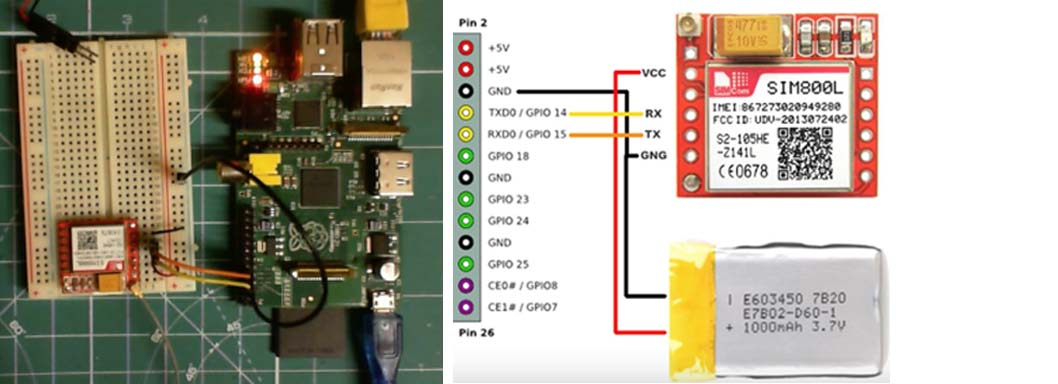 Pin 2
+5V
+5V
GND
TXD0 / GPIO 14
RXD0 / GPIO 15
GPIO 18
GND
GPIO 23
GPIO 24
GND
GPIO 25
CE0# / GPIO8
CE1# / GPIO7
Pin 26
VCC
RX
TX
GNG
477
10V
SIMCom
SIM800L
IMEI:867273020949280
FCC ID: UDV-2013072402
S2-105HE
-Z141L
CE0678
| E603450 7B20
E7B02-D60-1
+ 1000mAh 3.7V